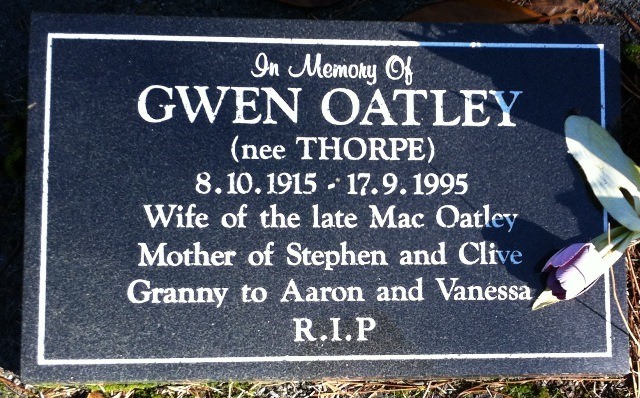 In Memory Of
GWEN OATLEY
(nee THORPE)
8.10.1915 - 17.9.1995
Wife of the late Mac Oatley
Mother of Stephen and Clive
Granny to Aaron and Vanessa
R.I.P